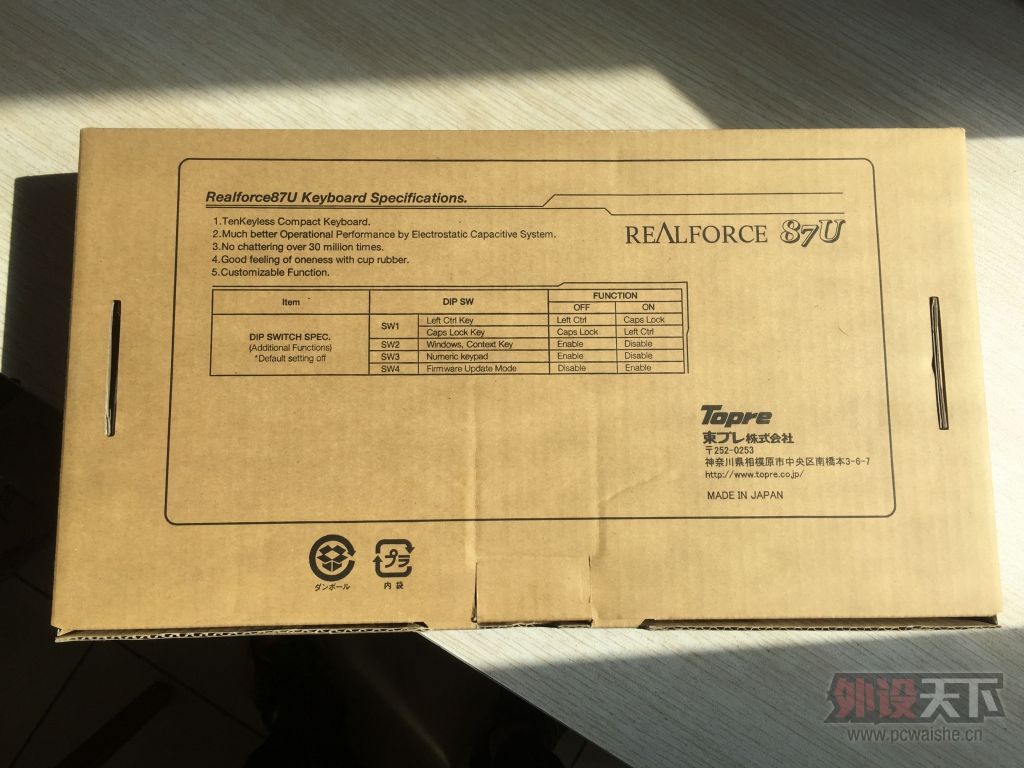 Realforce87U Keyboard Specifications.
1.TenKeyless Compact Keyboard.
2.Much better Operational Performance by Electrostatic Capacitive System.
3.No chattering over 30 million times.
4.Good feeling of oneness with cup rubber.
5.Customizable Function.
REALFORCE 87U
Item DIP SW FUNCTION
OFF ON
DIP SWITCH SPEC.
(Additional Functions)
*Default setting off
SW1 Left Ctrl Key Left Ctrl Caps Lock
Caps Lock Key Caps Lock Left Ctrl
SW2 Windows, Context Key Enable Disable
SW3 Numeric keypad Enable Disable
SW4 Firmware Update Mode Disable Enable
Topre
東プレ株式会社
〒252-0253
神奈川県相模原市中央区南橋本3-6-7
http://www.topre.co.jp/
MADE IN JAPAN
ダンボール
プラ
内 袋
外设天下
www.pcwaishe.cn